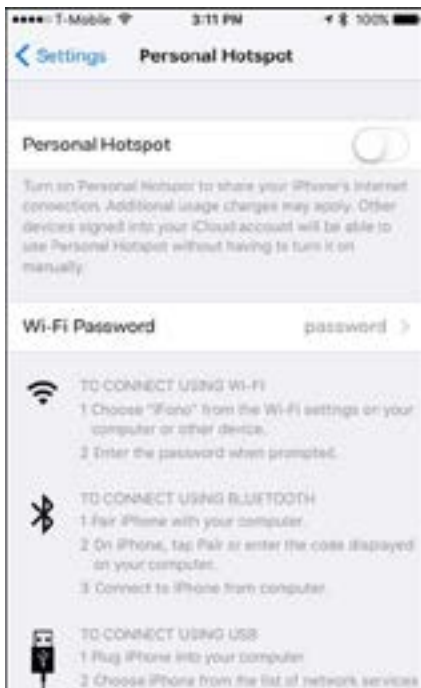 T-Mobile 3:11 PM 100%
Settings Personal Hotspot
Personal Hotspot
Turn on Personal Hotspot to share your iPhone's Internet
connection. Additional usage charges may apply. Other
devices signed into your iCloud account will be able to
use Personal Hotspot without having to turn it on
manually.
Wi-Fi Password password
TO CONNECT USING WI-FI
1 Choose "iFono" from the Wi-Fi settings on your
computer or other device.
2 Enter the password when prompted.
TO CONNECT USING BLUETOOTH
1 Pair iPhone with your computer.
2 On iPhone, tap Pair or enter the code displayed
on your computer.
3 Connect to iPhone from computer.
TO CONNECT USING USB
1 Plug iPhone into your computer.
2 Choose iPhone from the list of network services